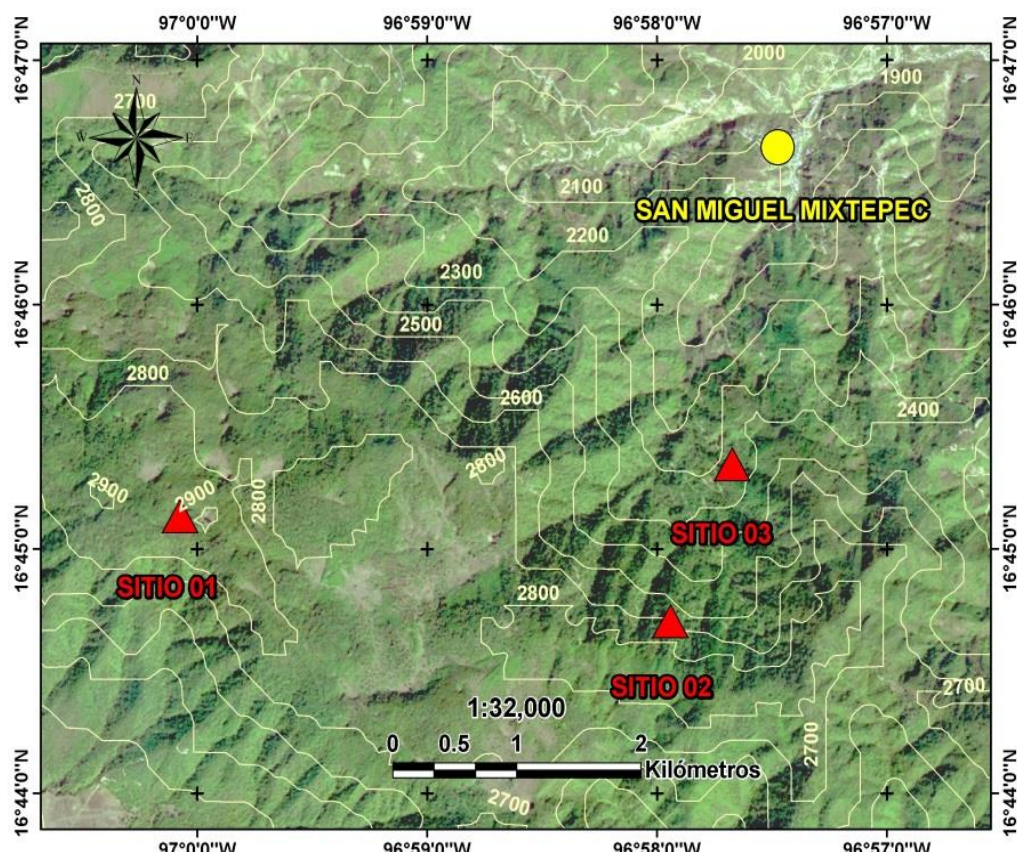 97°0'0"W 96°59'0"W 96°58'0"W 96°57'0"W
16°47'0"N 16°47'0"N
2000
1900
2700
N
W E
S
2100
SAN MIGUEL MIXTEPEC
2800
2200
2300
16°46'0"N 16°46'0"N
2500
2800
2600
2400
2800
2900 2900 2800
SITIO 03
16°45'0"N 16°45'0"N
SITIO 01
2800
SITIO 02
2700
1:32,000
2700
0 0.5 1 2
Kilómetros
2700
16°44'0"N 16°44'0"N
97°0'0"W 96°59'0"W 96°58'0"W 96°57'0"W